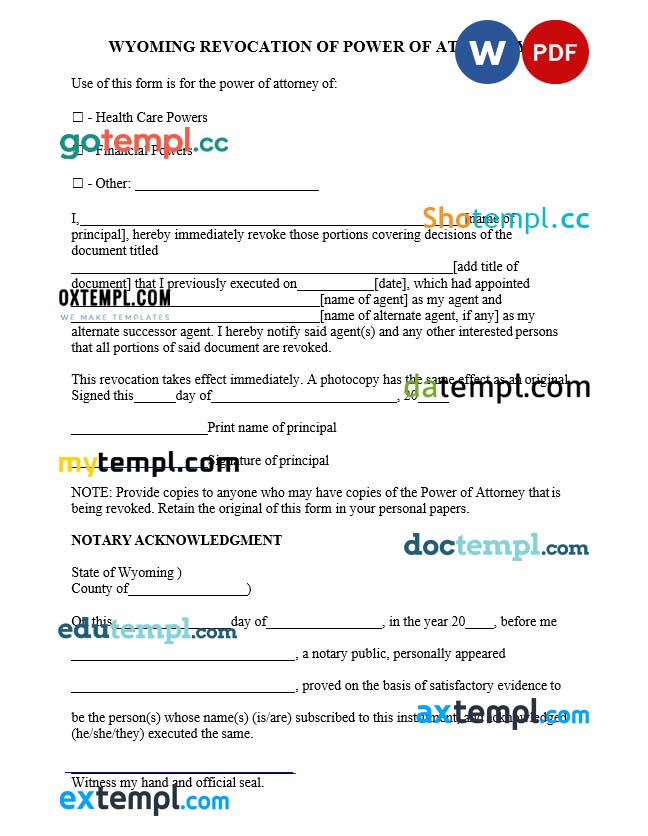 WYOMING REVOCATION OF POWER OF AT Y
W PDF
Use of this form is for the power of attorney of:
☐ - Health Care Powers
gotempl.cc
☐ - Financial Powers
☐ - Other: __________________________
Shotempl.cc
I,______________________________________________________[name of
principal], hereby immediately revoke those portions covering decisions of the
document titled
______________________________________________________[add title of
document] that I previously executed on___________[date], which had appointed
OXTEMPL.COM
WE MAKE TEMPLATES
___________________________________[name of agent] as my agent and
___________________________________[name of alternate agent, if any] as my
alternate successor agent. I hereby notify said agent(s) and any other interested persons
that all portions of said document are revoked.
This revocation takes effect immediately. A photocopy has the same effect as an original.
datempl.com
Signed this______day of__________________________, 20____
____________________Print name of principal
mytempl.com
____________________Signature of principal
NOTE: Provide copies to anyone who may have copies of the Power of Attorney that is
being revoked. Retain the original of this form in your personal papers.
NOTARY ACKNOWLEDGMENT
doctempl.com
State of Wyoming )
County of_________________)
On this_________________day of_________________, in the year 20____, before me
edutempl.com
________________________________, a notary public, personally appeared
________________________________, proved on the basis of satisfactory evidence to
be the person(s) whose name(s) (is/are) subscribed to this instrument, and acknowledged
axtempl.com
(he/she/they) executed the same.
_________________________________
Witness my hand and official seal.
extempl.com